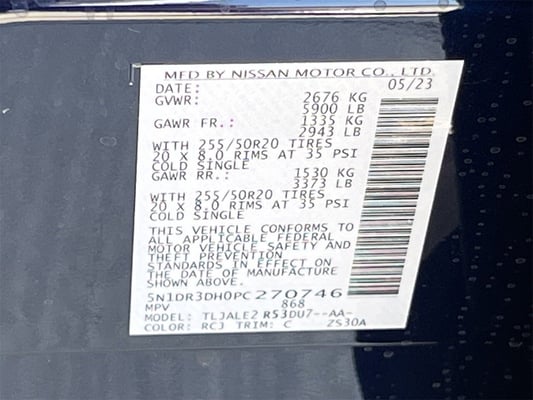 MFD BY NISSAN MOTOR CO., LTD.
DATE: 05/23
GVWR: 2676 KG
5900 LB
GAWR FR.: 1335 KG
2943 LB
WITH 255/50R20 TIRES
20 X 8.0 RIMS AT 35 PSI
COLD SINGLE
GAWR RR.: 1530 KG
3373 LB
WITH 255/50R20 TIRES
20 X 8.0 RIMS AT 35 PSI
COLD SINGLE
THIS VEHICLE CONFORMS TO
ALL APPLICABLE FEDERAL
MOTOR VEHICLE SAFETY AND
THEFT PREVENTION
STANDARDS IN EFFECT ON
THE DATE OF MANUFACTURE
SHOWN ABOVE.
5N1DR3DH0PC270746
MPV 868
MODEL: TLJALE2 R53DU7--AA-
COLOR: RCJ TRIM: C ZS30A